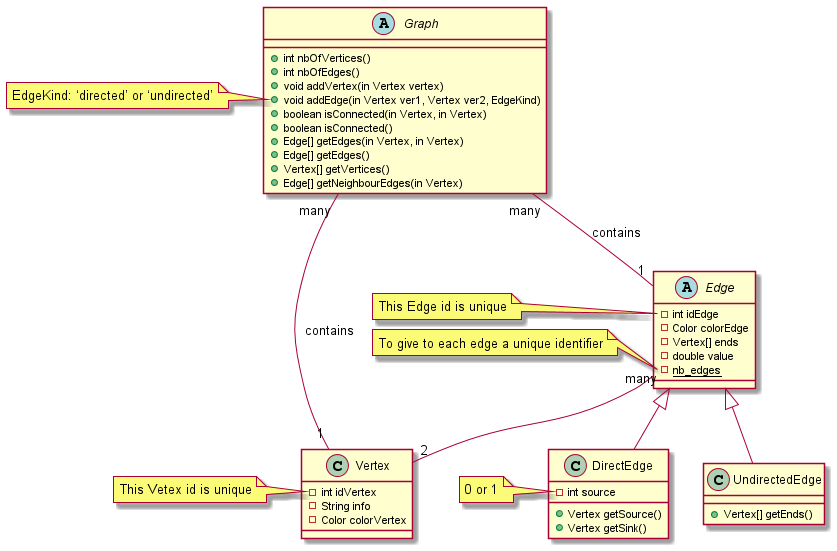 A Graph
int nbOfVertices()
int nbOfEdges()
void addVertex(in Vertex vertex)
EdgeKind: ‘directed’ or ‘undirected’
void addEdge(in Vertex ver1, Vertex ver2, EdgeKind)
boolean isConnected(in Vertex, in Vertex)
boolean isConnected()
Edge[] getEdges(in Vertex, in Vertex)
Edge[] getEdges()
Vertex[] getVertices()
Edge[] getNeighbourEdges(in Vertex)
many
many
contains
1
A Edge
This Edge id is unique
int idEdge
Color colorEdge
Vertex[] ends
double value
nb_edges
contains
To give to each edge a unique identifier
many
1
2
C Vertex
This Vetex id is unique
int idVertex
String info
Color colorVertex
C DirectEdge
0 or 1
int source
Vertex getSource()
Vertex getSink()
C UndirectedEdge
Vertex[] getEnds()